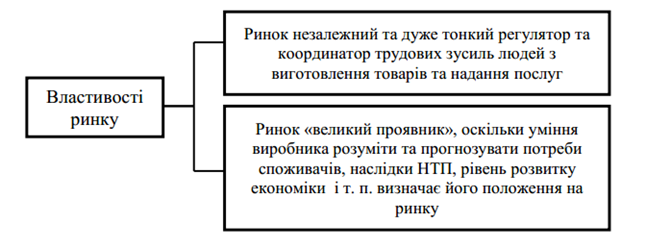 Властивості
ринку
Ринок незалежний та дуже тонкий регулятор та
координатор трудових зусиль людей з
виготовлення товарів та надання послуг
Ринок «великий проявник», оскільки уміння
виробника розуміти та прогнозувати потреби
споживачів, наслідки НТП, рівень розвитку
економіки і т. п. визначає його положення на
ринку